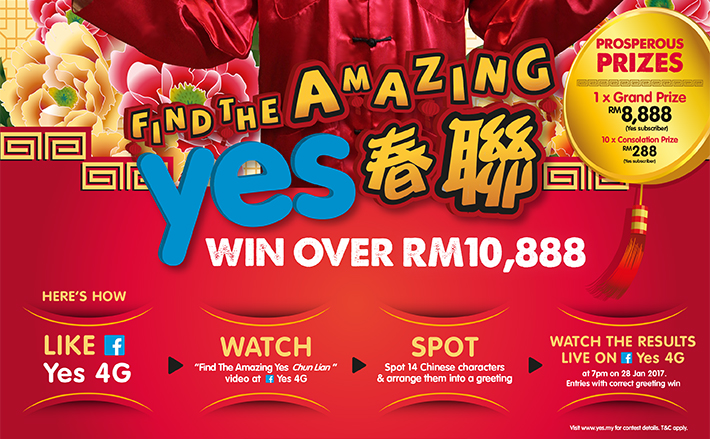 FIND THE AMAZING
yes 春聯
WIN OVER RM10,888
PROSPEROUS
PRIZES
1 x Grand Prize
RM8,888
(Yes subscriber)
10 x Consolation Prize
RM288
(Yes subscriber)
HERE'S HOW
LIKE f
Yes 4G
WATCH
"Find The Amazing Yes Chun Lian"
video at f Yes 4G
SPOT
Spot 14 Chinese characters
& arrange them into a greeting
WATCH THE RESULTS
LIVE ON f Yes 4G
at 7pm on 28 Jan 2017.
Entries with correct greeting win
Visit www.yes.my for contest details. T&C apply.